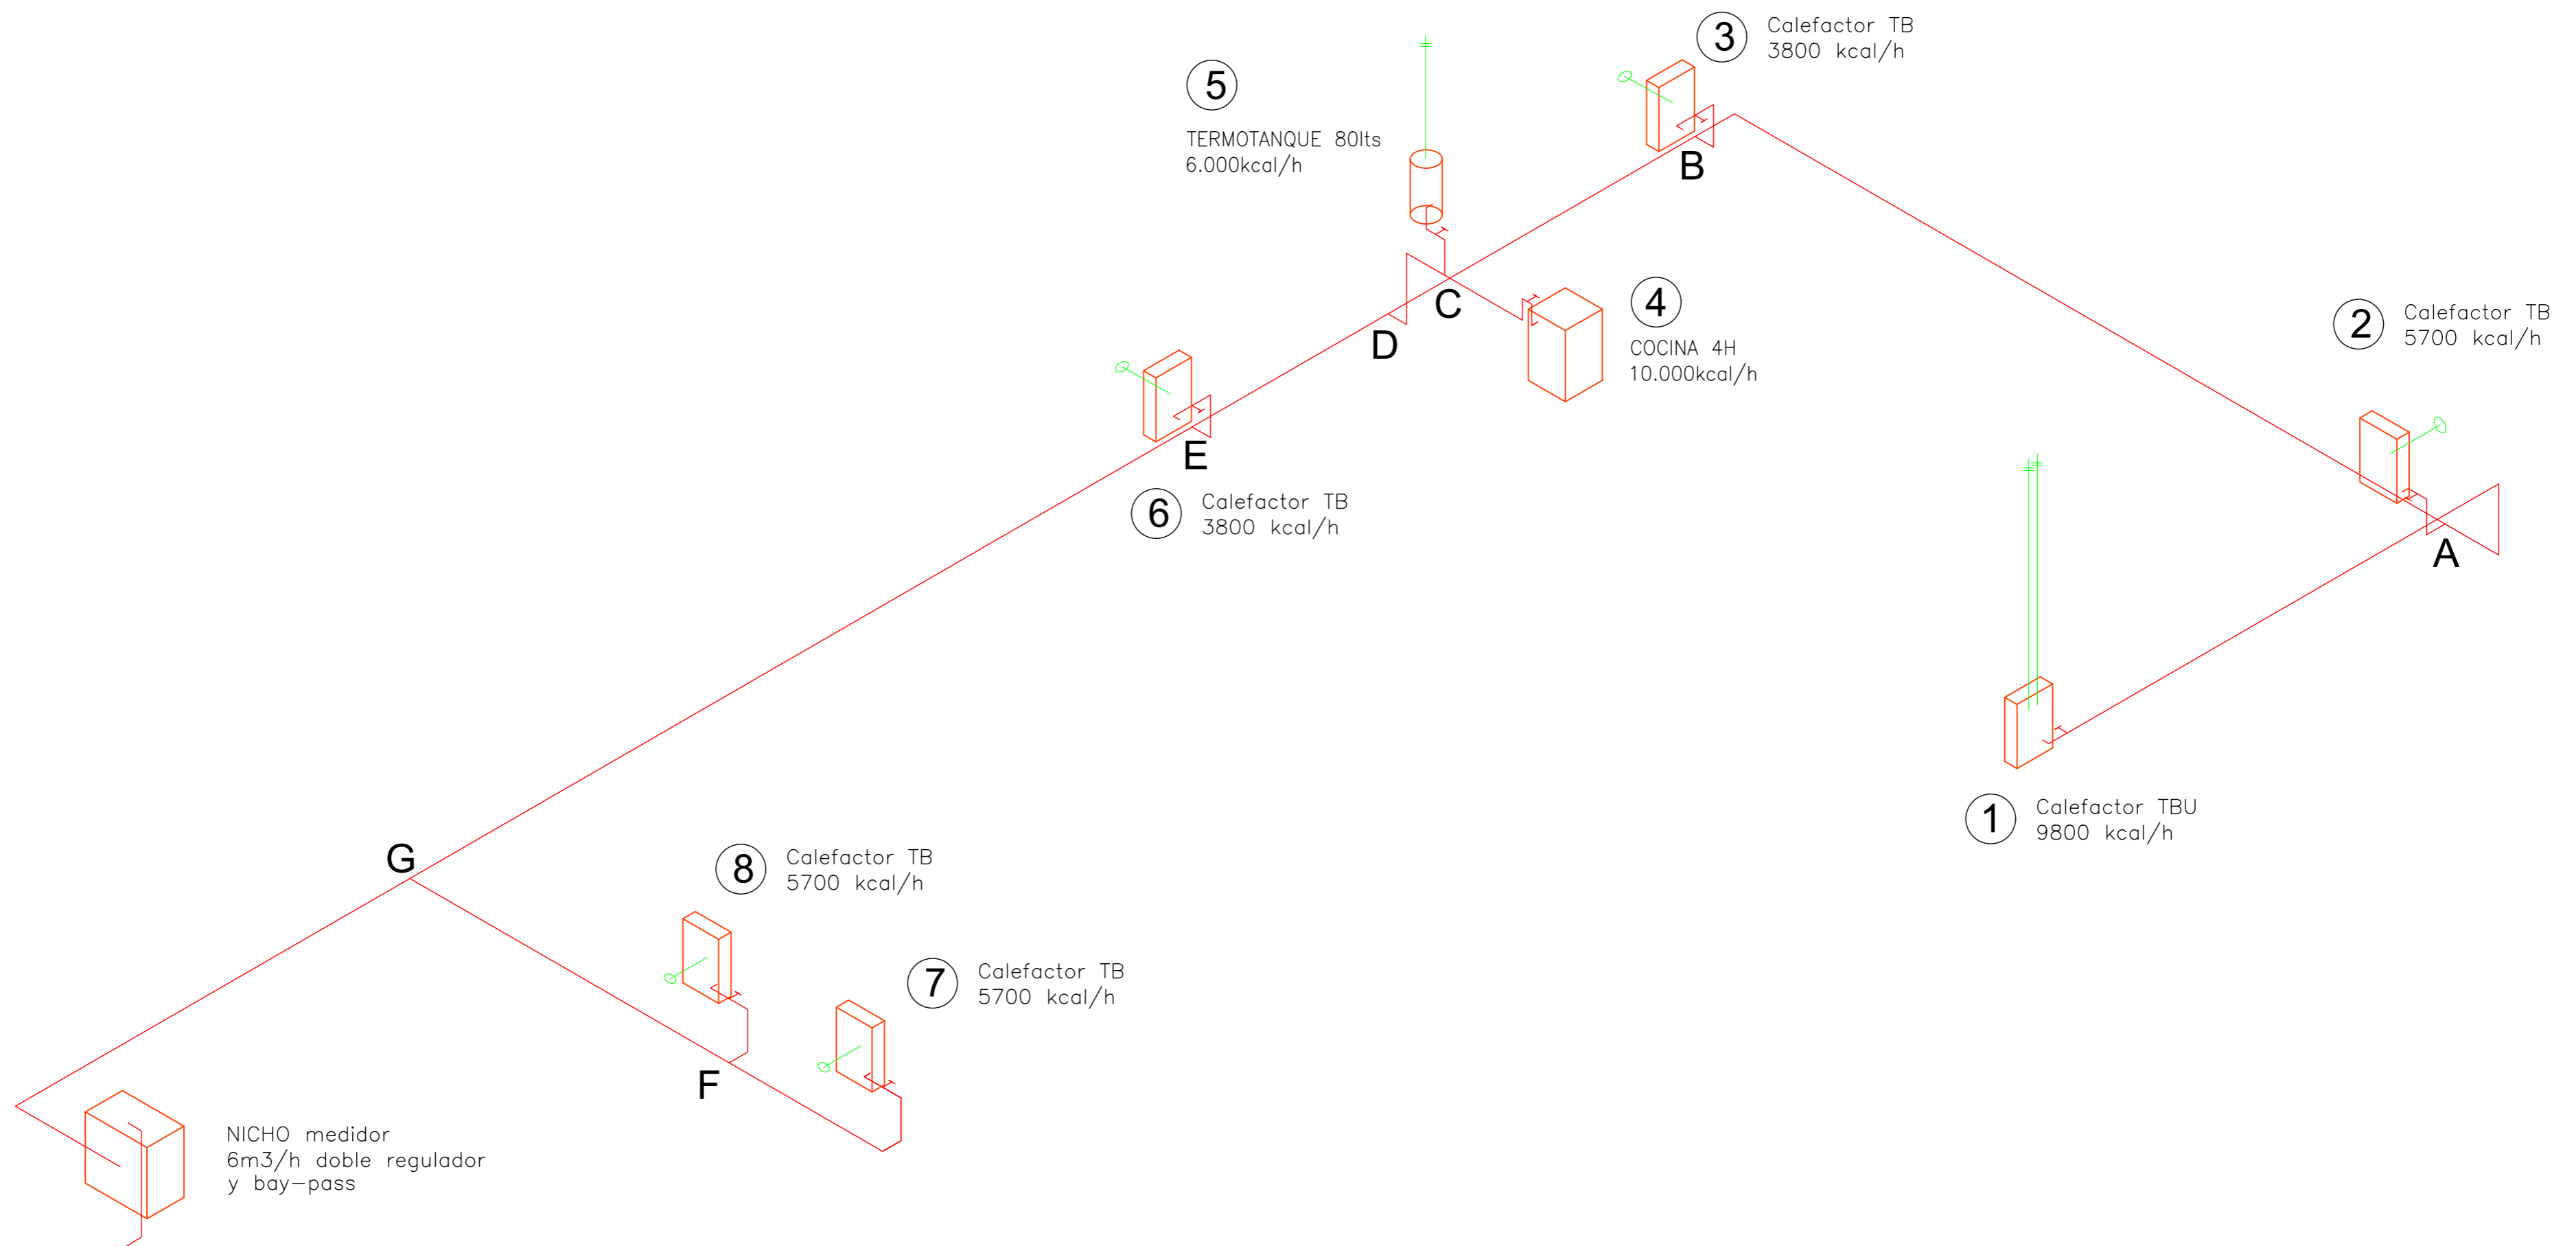 3
Calefactor TB
3800 kcal/h
5
TERMOTANQUE 80lts
6.000kcal/h
B
C
4
COCINA 4H
10.000kcal/h
D
2
Calefactor TB
5700 kcal/h
E
6
Calefactor TB
3800 kcal/h
A
1
Calefactor TBU
9800 kcal/h
G
8
Calefactor TB
5700 kcal/h
7
Calefactor TB
5700 kcal/h
F
NICHO medidor
6m3/h doble regulador
y bay-pass